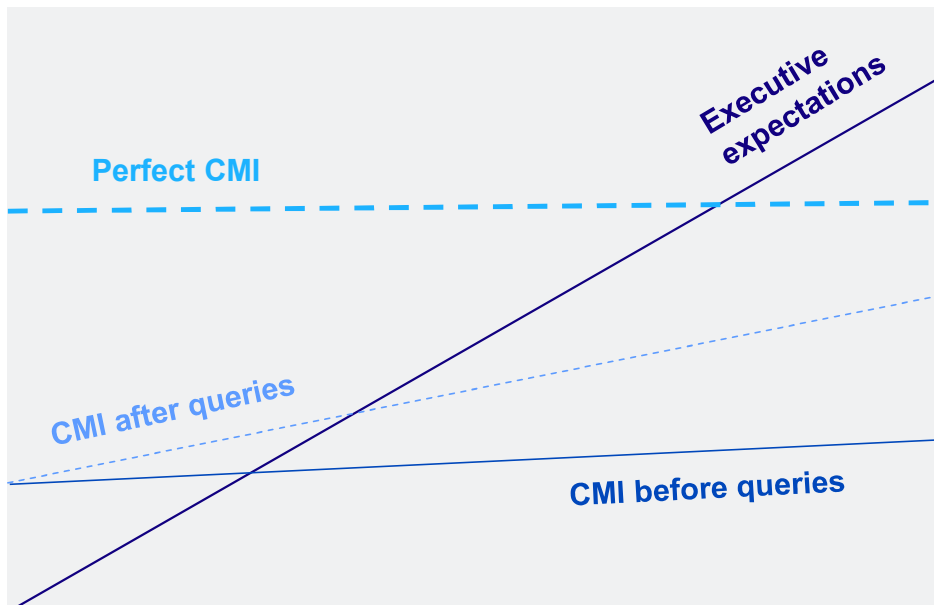 Executive
expectations
Perfect CMI
CMI after queries
CMI before queries